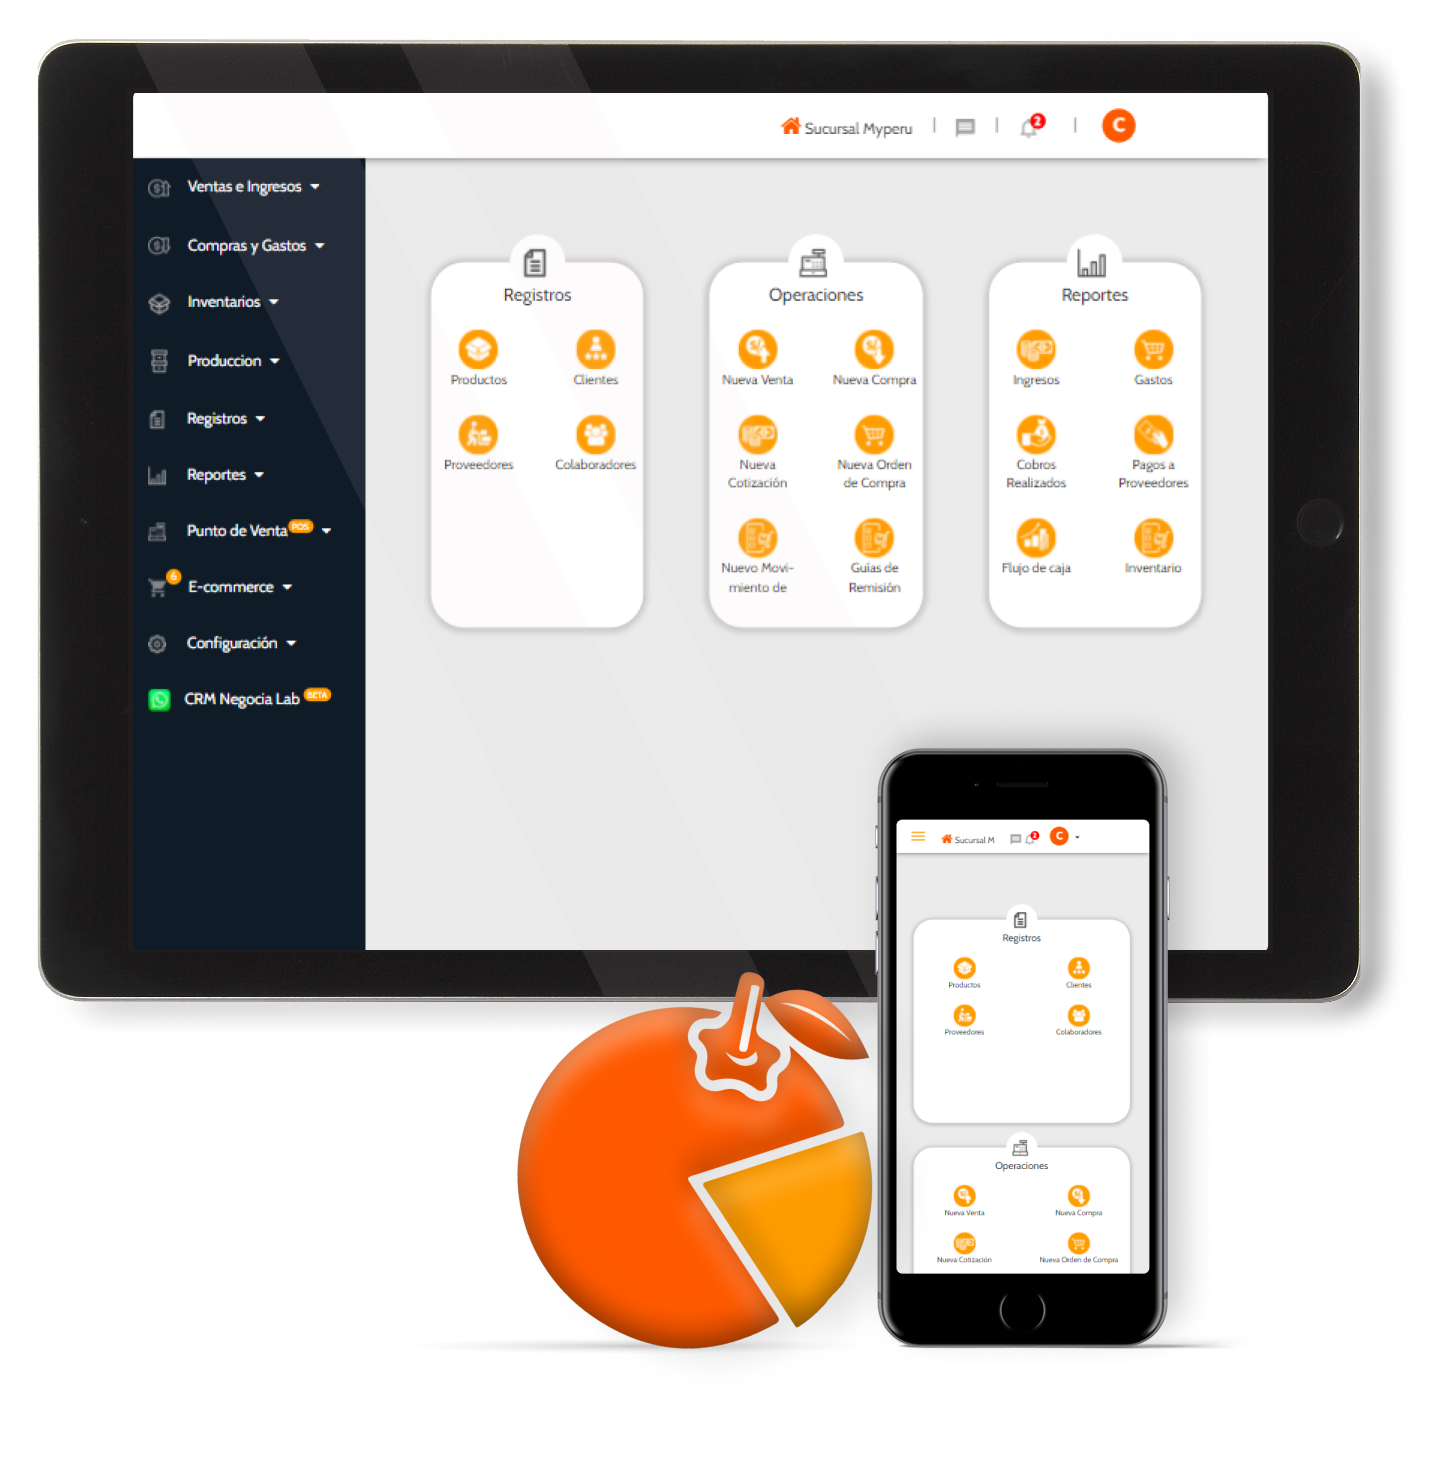 Sucursal Myperu
2
C
Ventas e Ingresos
Compras y Gastos
Inventarios
Produccion
Registros
Reportes
Punto de Venta POS
6
E-commerce
Configuración
CRM Negocia Lab BETA
Registros
Productos
Clientes
Proveedores
Colaboradores
Operaciones
Nueva Venta
Nueva Compra
Nueva
Cotización
Nueva Orden
de Compra
Nuevo Movi-
miento de
Guías de
Remisión
Reportes
Ingresos
Gastos
Cobros
Realizados
Pagos a
Proveedores
Flujo de caja
Inventario
Sucursal M
2
C
Registros
Productos
Clientes
Proveedores
Colaboradores
Operaciones
Nueva Venta
Nueva Compra
Nueva Cotización
Nueva Orden de Compra